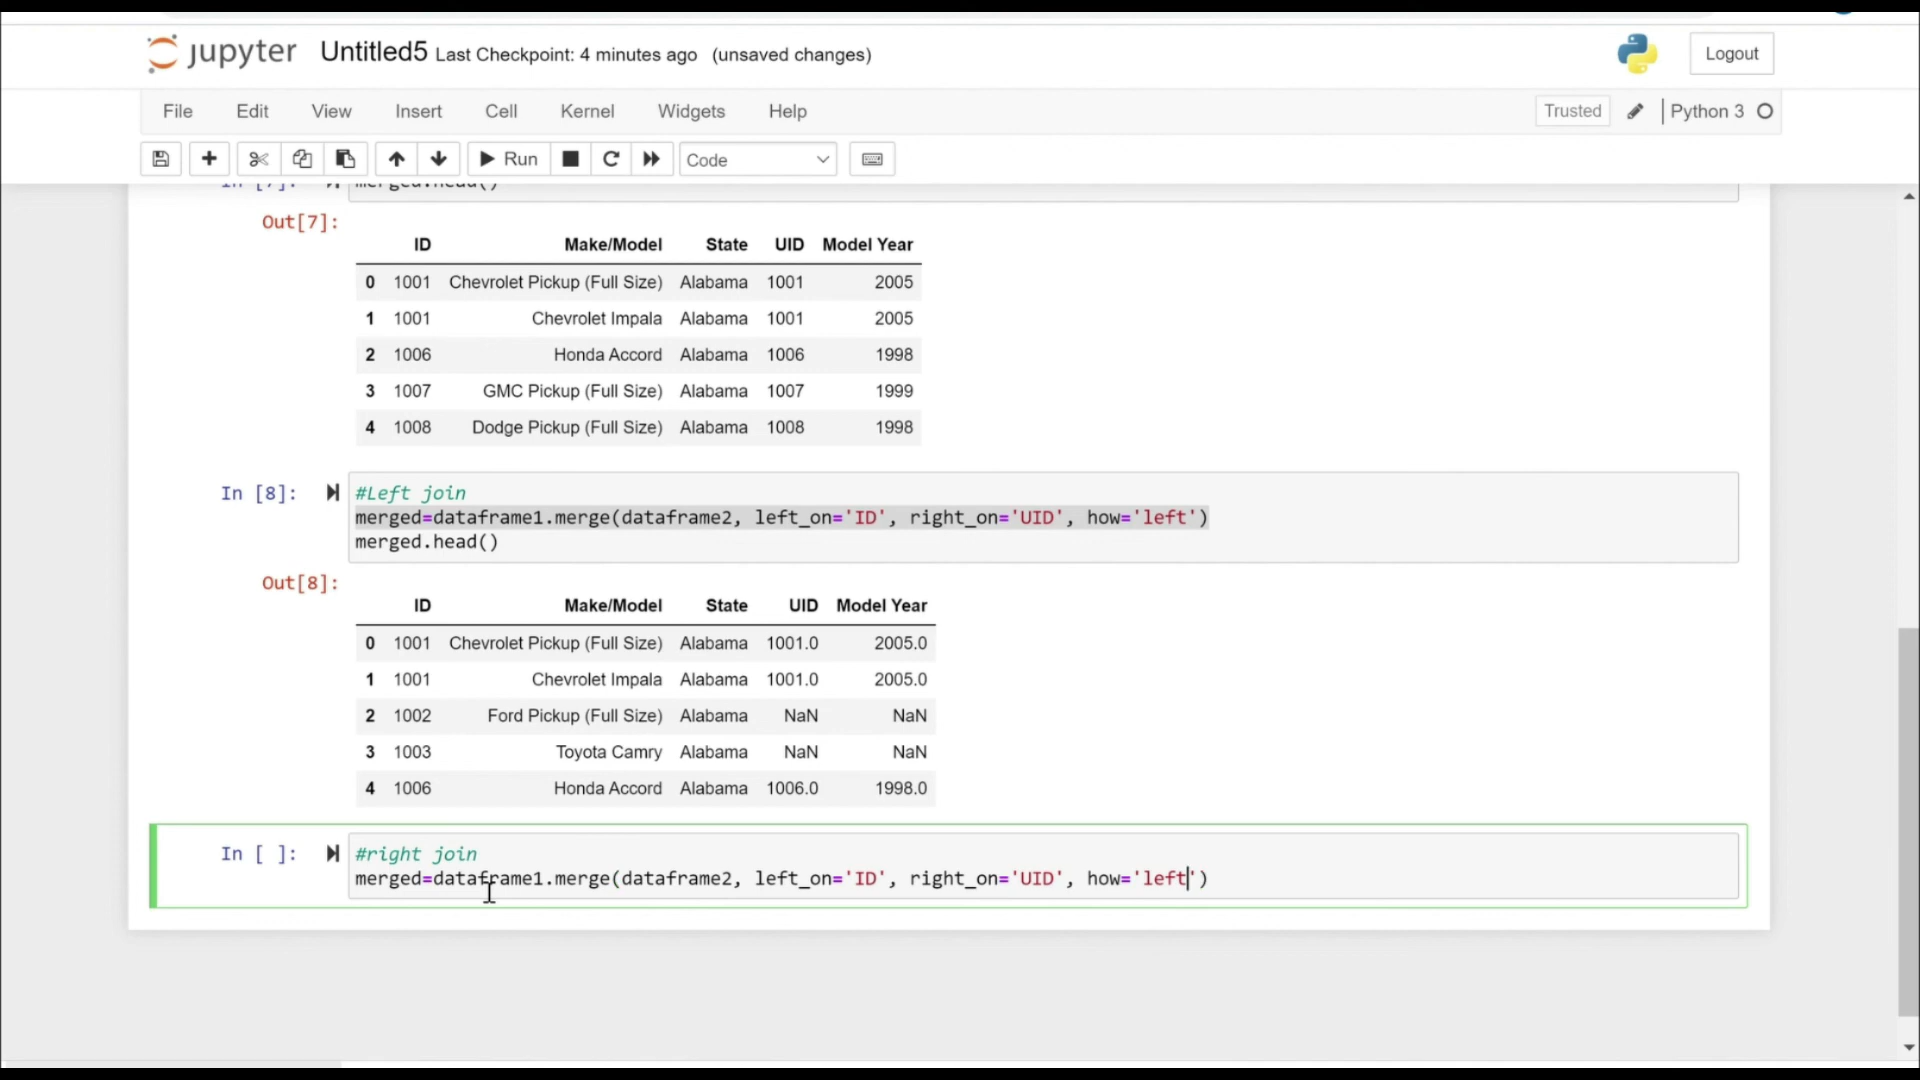 jupyter Untitled5 Last Checkpoint: 4 minutes ago (unsaved changes) Logout
File Edit View Insert Cell Kernel Widgets Help Trusted Python 3
Run Code
In [7]: merged.head()
Out[7]:
ID Make/Model State UID Model Year
0 1001 Chevrolet Pickup (Full Size) Alabama 1001 2005
1 1001 Chevrolet Impala Alabama 1001 2005
2 1006 Honda Accord Alabama 1006 1998
3 1007 GMC Pickup (Full Size) Alabama 1007 1999
4 1008 Dodge Pickup (Full Size) Alabama 1008 1998
In [8]: #Left join
merged=dataframe1.merge(dataframe2, left_on='ID', right_on='UID', how='left')
merged.head()
Out[8]:
ID Make/Model State UID Model Year
0 1001 Chevrolet Pickup (Full Size) Alabama 1001.0 2005.0
1 1001 Chevrolet Impala Alabama 1001.0 2005.0
2 1002 Ford Pickup (Full Size) Alabama NaN NaN
3 1003 Toyota Camry Alabama NaN NaN
4 1006 Honda Accord Alabama 1006.0 1998.0
In [ ]: #right join
merged=dataframe1.merge(dataframe2, left_on='ID', right_on='UID', how='left')